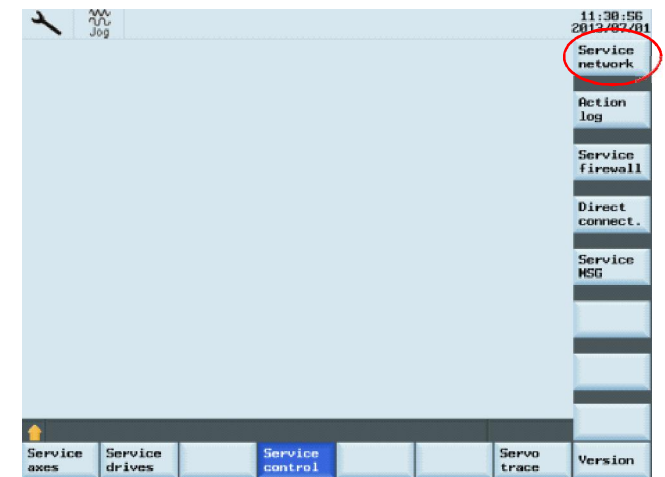 Jog
11:30:56
2013/07/01
Service
network
Action
log
Service
firewall
Direct
connect.
Service
MSG
Service
axes
Service
drives
Service
control
Servo
trace
Version